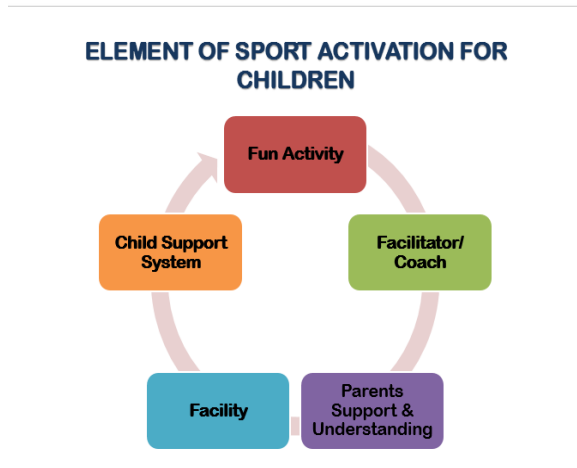 ELEMENT OF SPORT ACTIVATION FOR
CHILDREN
Fun Activity
Facilitator/
Coach
Parents
Support &
Understanding
Facility
Child Support
System